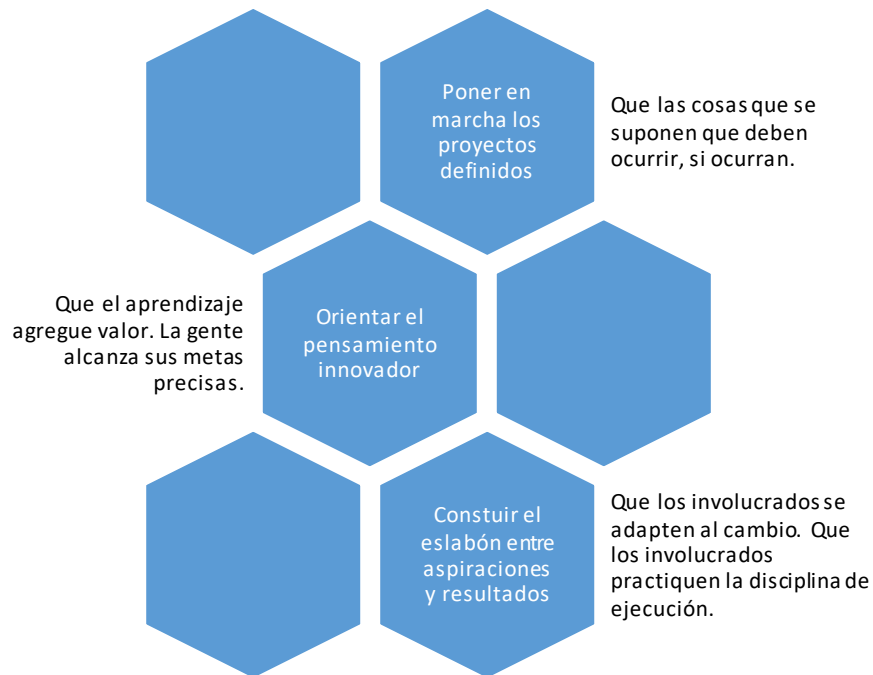 Poner en
marcha los
proyectos
definidos
Que las cosas que se
suponen que deben
ocurrir, si ocurran.
Que el aprendizaje
agregue valor. La gente
alcanza sus metas
precisas.
Orientar el
pensamiento
innovador
Constuir el
eslabón entre
aspiraciones
y resultados
Que los involucrados se
adapten al cambio. Que
los involucrados
practiquen la disciplina de
ejecución.